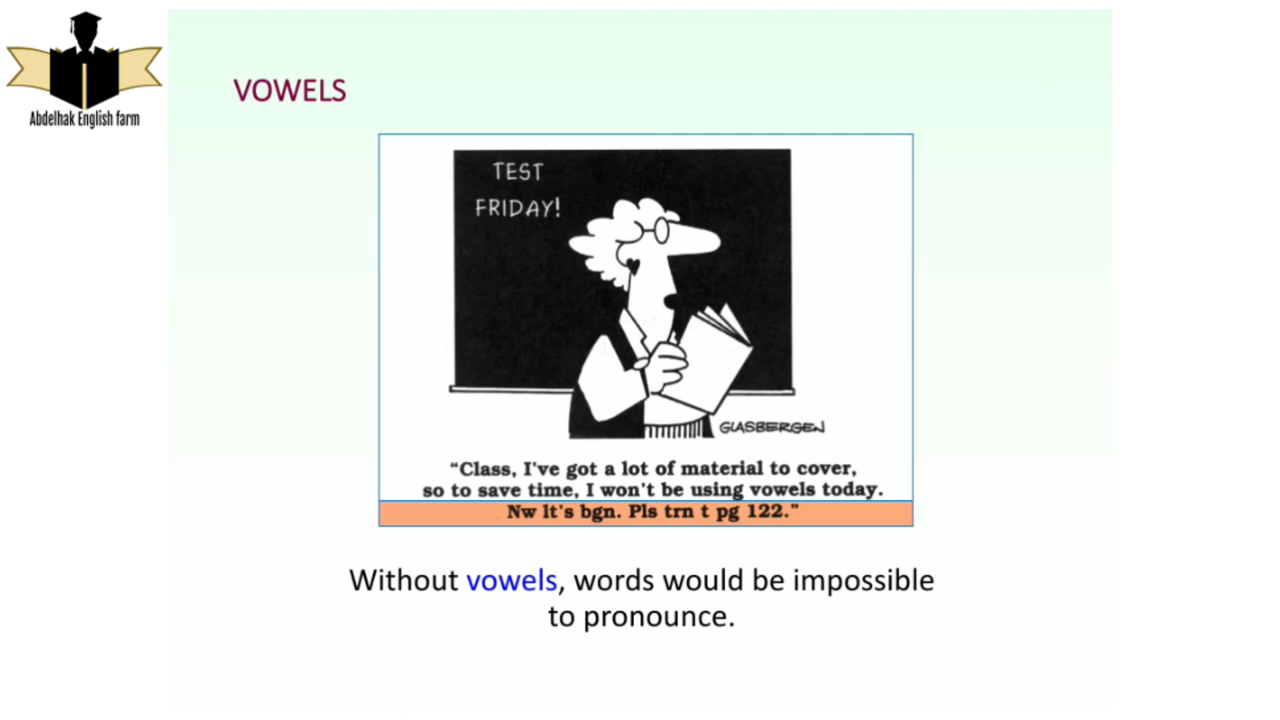 Abdelhak English farm
VOWELS
TEST
FRIDAY!
GLASBERGEN
“Class, I’ve got a lot of material to cover,
so to save time, I won’t be using vowels today.
Nw lt’s bgn. Pls trn t pg 122.”
Without vowels, words would be impossible
to pronounce.